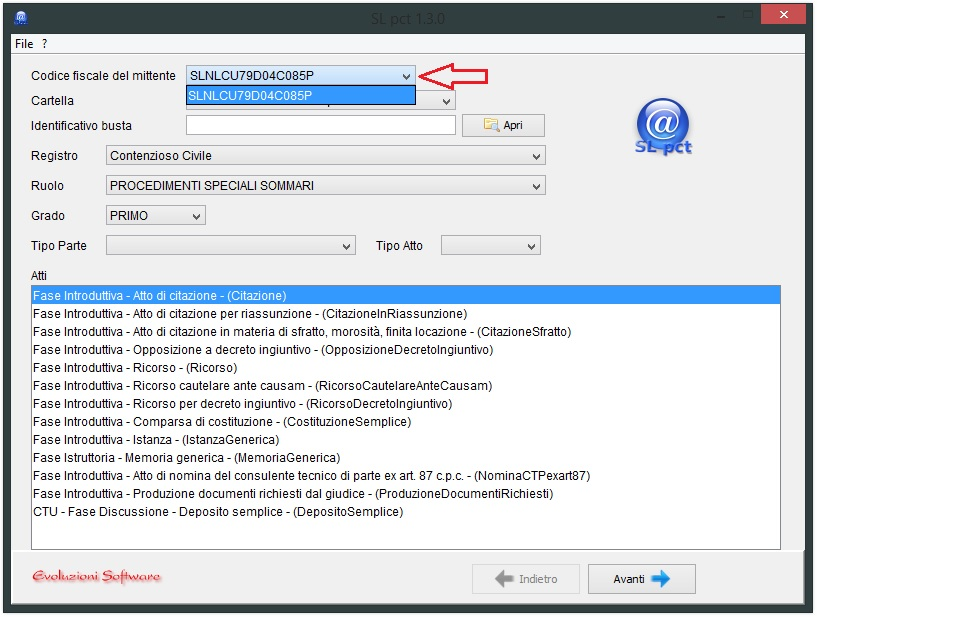 SL pct 1.3.0
File ?
Codice fiscale del mittente SLNLCU79D04C085P
SLNLCU79D04C085P
Cartella
Identificativo busta Apri
@
SL pct
Registro Contenzioso Civile
Ruolo PROCEDIMENTI SPECIALI SOMMARI
Grado PRIMO
Tipo Parte Tipo Atto
Atti
Fase Introduttiva - Atto di citazione - (Citazione)
Fase Introduttiva - Atto di citazione per riassunzione - (CitazioneInRiassunzione)
Fase Introduttiva - Atto di citazione in materia di sfratto, morosità, finita locazione - (CitazioneSfratto)
Fase Introduttiva - Opposizione a decreto ingiuntivo - (OpposizioneDecretoIngiuntivo)
Fase Introduttiva - Ricorso - (Ricorso)
Fase Introduttiva - Ricorso cautelare ante causam - (RicorsoCautelareAnteCausam)
Fase Introduttiva - Ricorso per decreto ingiuntivo - (RicorsoDecretoIngiuntivo)
Fase Introduttiva - Comparsa di costituzione - (CostituzioneSemplice)
Fase Introduttiva - Istanza - (IstanzaGenerica)
Fase Istruttoria - Memoria generica - (MemoriaGenerica)
Fase Introduttiva - Atto di nomina del consulente tecnico di parte ex art. 87 c.p.c. - (NominaCTPexart87)
Fase Introduttiva - Produzione documenti richiesti dal giudice - (ProduzioneDocumentiRichiesti)
CTU - Fase Discussione - Deposito semplice - (DepositoSemplice)
Evoluzioni Software
Indietro
Avanti